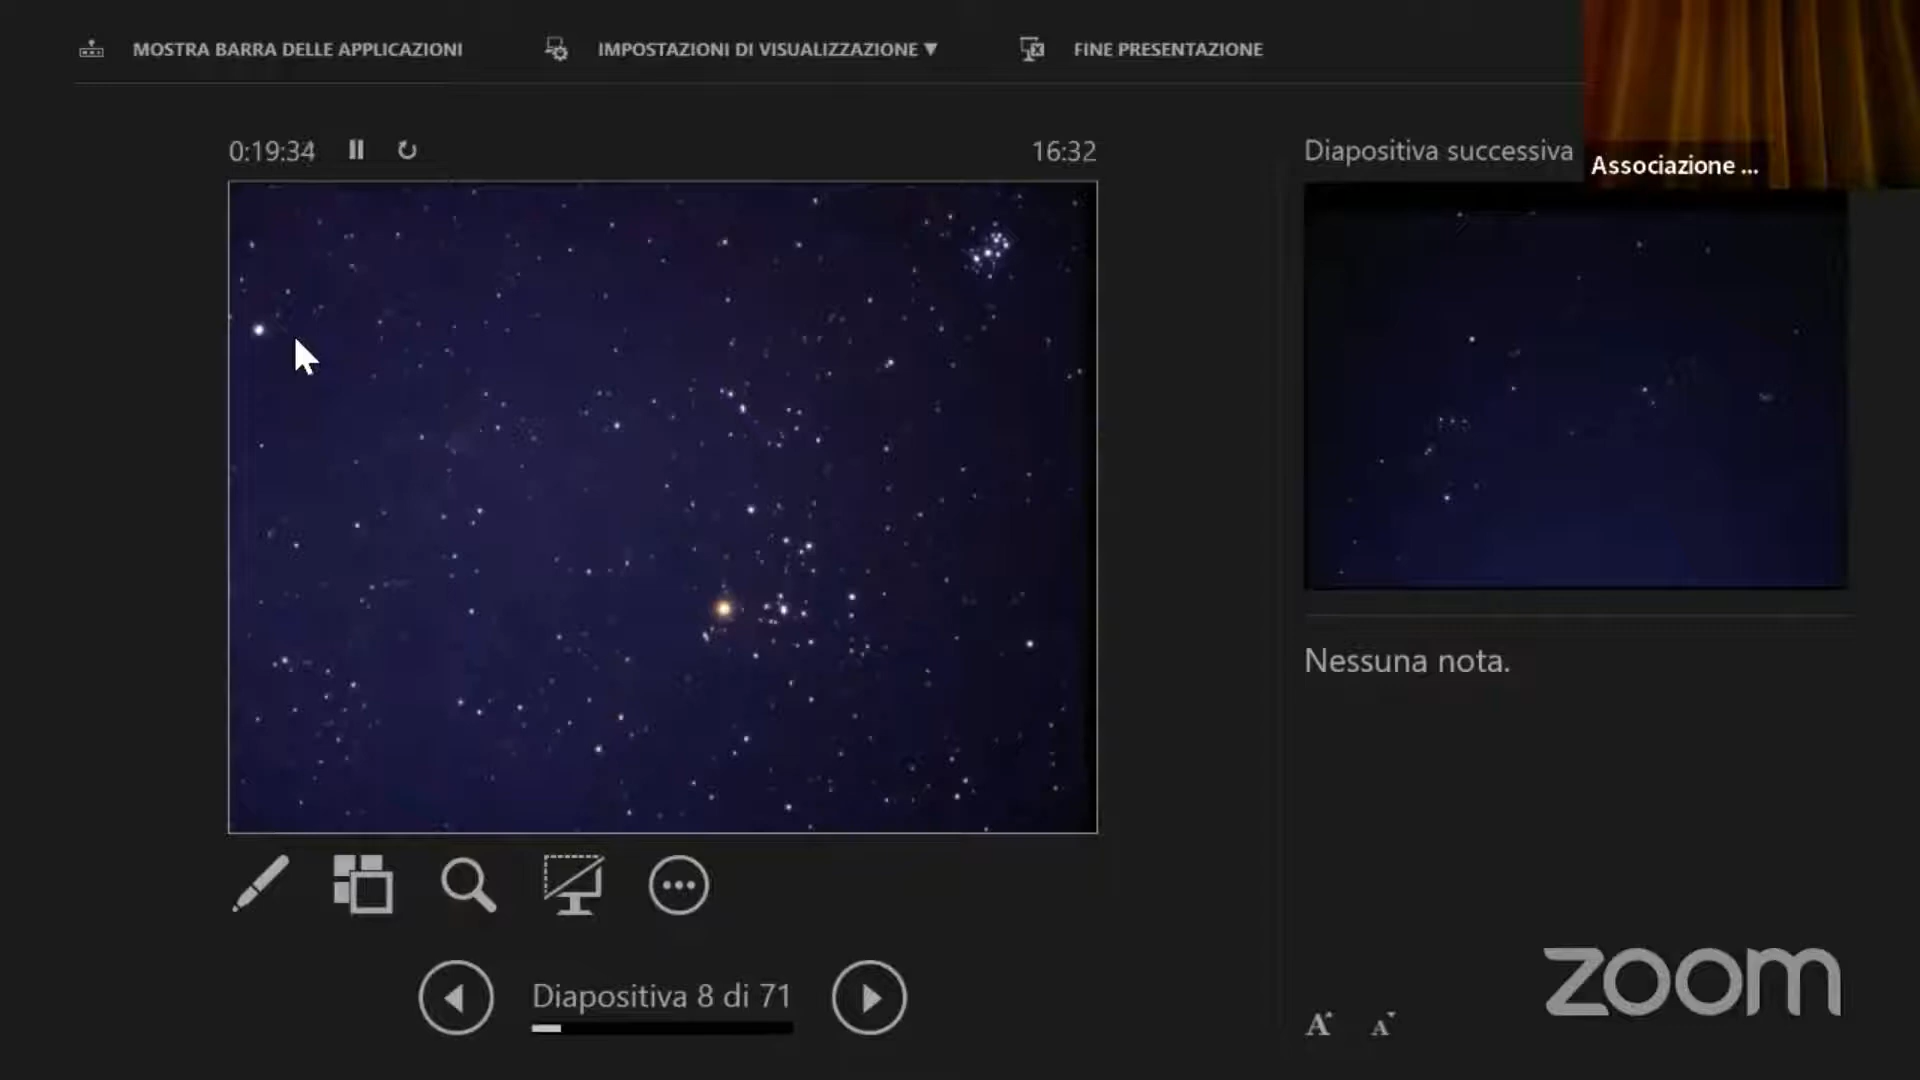 MOSTRA BARRA DELLE APPLICAZIONI
IMPOSTAZIONI DI VISUALIZZAZIONE ▼
FINE PRESENTAZIONE
0:19:34
16:32
Diapositiva successiva
Associazione ...
Nessuna nota.
Diapositiva 8 di 71
A A
zoom